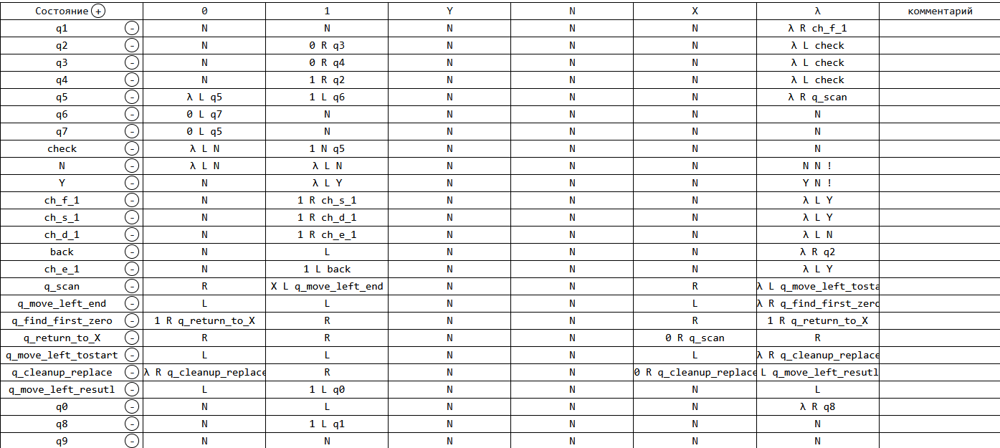 Состояние + 0 1 Y N X λ комментарий
q1 - N N N N N λ R ch_f_1
q2 - N 0 R q3 N N N λ L check
q3 - N 0 R q4 N N N λ L check
q4 - N 1 R q2 N N N λ L check
q5 - λ L q5 1 L q6 N N N λ R q_scan
q6 - 0 L q7 N N N N N
q7 - 0 L q5 N N N N N
check - λ L N 1 N q5 N N N N
N - λ L N λ L N N N N N N !
Y - N λ L Y N N N Y N !
ch_f_1 - N 1 R ch_s_1 N N N λ L Y
ch_s_1 - N 1 R ch_d_1 N N N λ L Y
ch_d_1 - N 1 R ch_e_1 N N N λ L N
back - N L N N N λ R q2
ch_e_1 - N 1 L back N N N λ L Y
q_scan - R X L q_move_left_end N N R λ L q_move_left_tosta
q_move_left_end - L L N N L λ R q_find_first_zero
q_find_first_zero - 1 R q_return_to_X R N N R 1 R q_return_to_X
q_return_to_X - R R N N 0 R q_scan R
q_move_left_tostart - L L N N L λ R q_cleanup_replace
q_cleanup_replace - λ R q_cleanup_replace R N N 0 R q_cleanup_replace L q_move_left_resutl
q_move_left_resutl - L 1 L q0 N N N L
q0 - N L N N N λ R q8
q8 - N 1 L q1 N N N N
q9 - N N N N N N